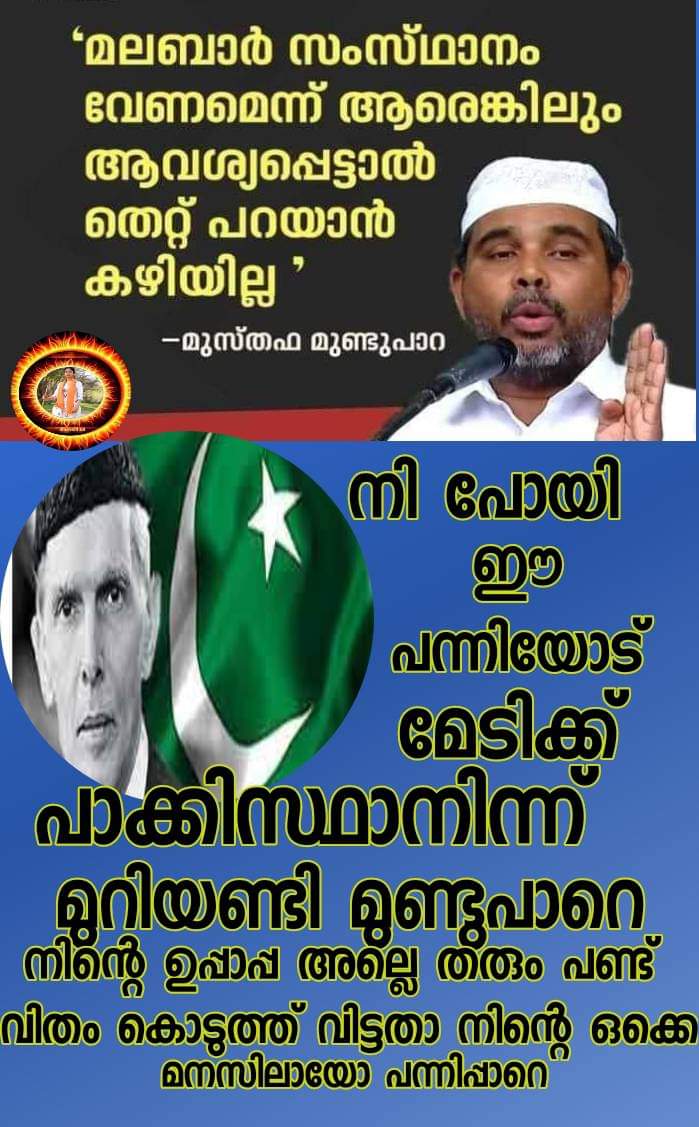 ‘മലബാർ സംസ്ഥാനം
വേണമെന്ന് ആരെങ്കിലും
ആവശ്യപ്പെട്ടാൽ
തെറ്റ് പറയാൻ
കഴിയില്ല ’
–മുസ്തഫ മുണ്ടുപാറ
നി പോയി
ഈ
പന്നിയോട്
മേടിക്ക്
പാക്കിസ്ഥാനിന്ന്
മുറിയണ്ടി മുണ്ടുപാറെ
നിൻ്റെ ഉപ്പാപ്പ അല്ലെ തരും പണ്ട്
വിതം കൊടുത്ത് വിട്ടതാ നിൻ്റെ ഒക്കെ
മനസിലായോ പന്നിപ്പാറെ